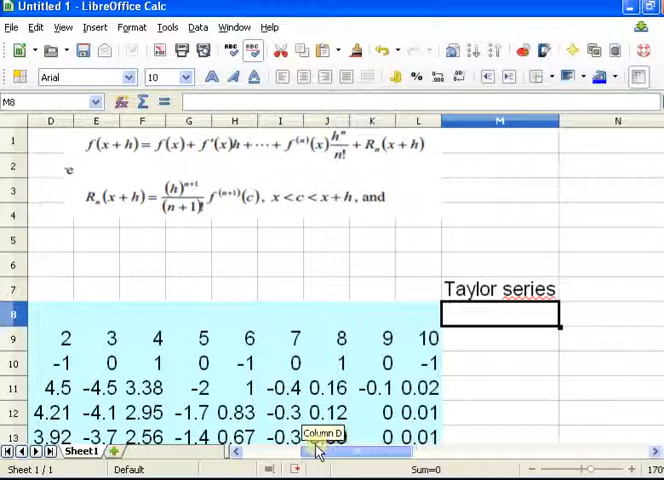 Untitled 1 - LibreOffice Calc
File Edit View Insert Format Tools Data Window Help
Arial 10
M8
D E F G H I J K L M N
1 f(x+h) = f(x) + f'(x)h + ⋯ + f⁽ⁿ⁾(x) hⁿ/n! + Rₙ(x+h)
2 e
3 Rₙ(x+h) = (h)ⁿ⁺¹/(n+1)! f⁽ⁿ⁺¹⁾(c), x < c < x+h, and
4
5
6
7 Taylor series
8
9 2 3 4 5 6 7 8 9 10
10 -1 0 1 0 -1 0 1 0 -1
11 4.5 -4.5 3.38 -2 1 -0.4 0.16 -0.1 0.02
12 4.21 -4.1 2.95 -1.7 0.83 -0.3 0.12 0 0.01
13 3.92 -3.7 2.56 -1.4 0.67 -0.3 0 0.01
Column D
Sheet1
Sheet 1 / 1 Default Sum=0 170